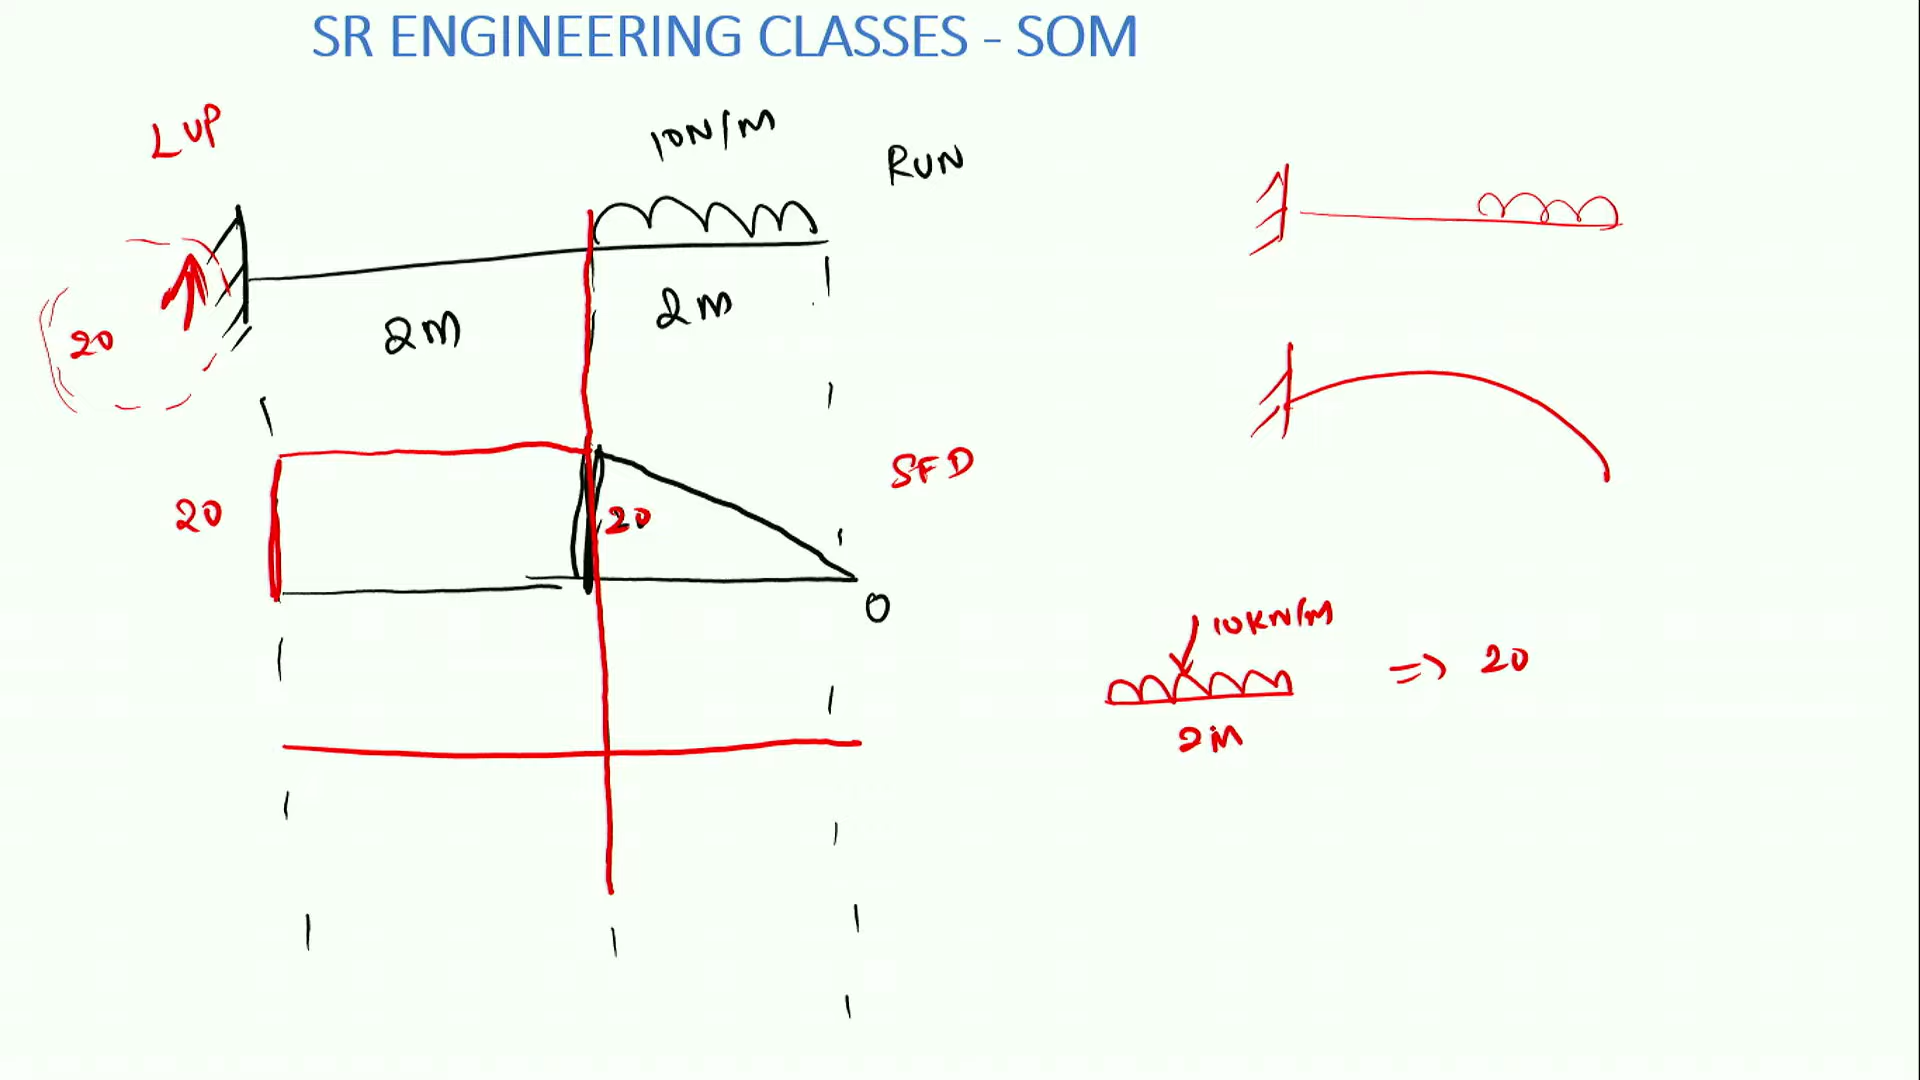 SR ENGINEERING CLASSES - SOM
LUP
10N/M
RUN
20
2M
2M
SFD
20
20
0
10KN/M
=> 20
2M